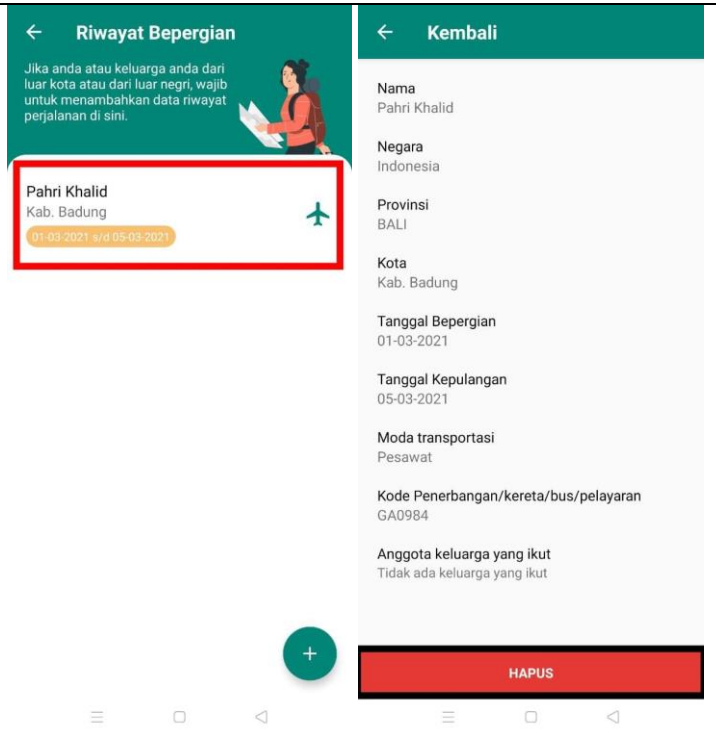 Riwayat Bepergian
Jika anda atau keluarga anda dari
luar kota atau dari luar negri, wajib
untuk menambahkan data riwayat
perjalanan di sini.
Pahri Khalid
Kab. Badung
01-03-2021 s/d 05-03-2021
+
Kembali
Nama
Pahri Khalid
Negara
Indonesia
Provinsi
BALI
Kota
Kab. Badung
Tanggal Bepergian
01-03-2021
Tanggal Kepulangan
05-03-2021
Moda transportasi
Pesawat
Kode Penerbangan/kereta/bus/pelayaran
GA0984
Anggota keluarga yang ikut
Tidak ada keluarga yang ikut
HAPUS